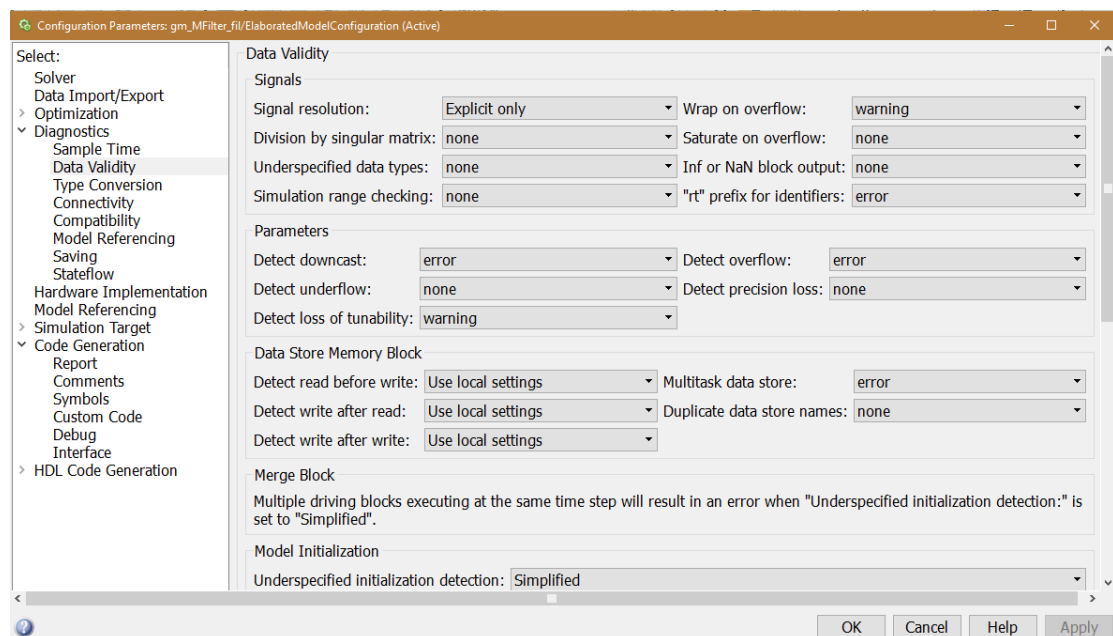 Configuration Parameters: gm_MFilter_fil/ElaboratedModelConfiguration (Active)
Select:
Solver
Data Import/Export
Optimization
Diagnostics
Sample Time
Data Validity
Type Conversion
Connectivity
Compatibility
Model Referencing
Saving
Stateflow
Hardware Implementation
Model Referencing
Simulation Target
Code Generation
Report
Comments
Symbols
Custom Code
Debug
Interface
HDL Code Generation
Data Validity
Signals
Signal resolution: Explicit only Wrap on overflow: warning
Division by singular matrix: none Saturate on overflow: none
Underspecified data types: none Inf or NaN block output: none
Simulation range checking: none "rt" prefix for identifiers: error
Parameters
Detect downcast: error Detect overflow: error
Detect underflow: none Detect precision loss: none
Detect loss of tunability: warning
Data Store Memory Block
Detect read before write: Use local settings Multitask data store: error
Detect write after read: Use local settings Duplicate data store names: none
Detect write after write: Use local settings
Merge Block
Multiple driving blocks executing at the same time step will result in an error when "Underspecified initialization detection:" is
set to "Simplified".
Model Initialization
Underspecified initialization detection: Simplified
OK Cancel Help Apply